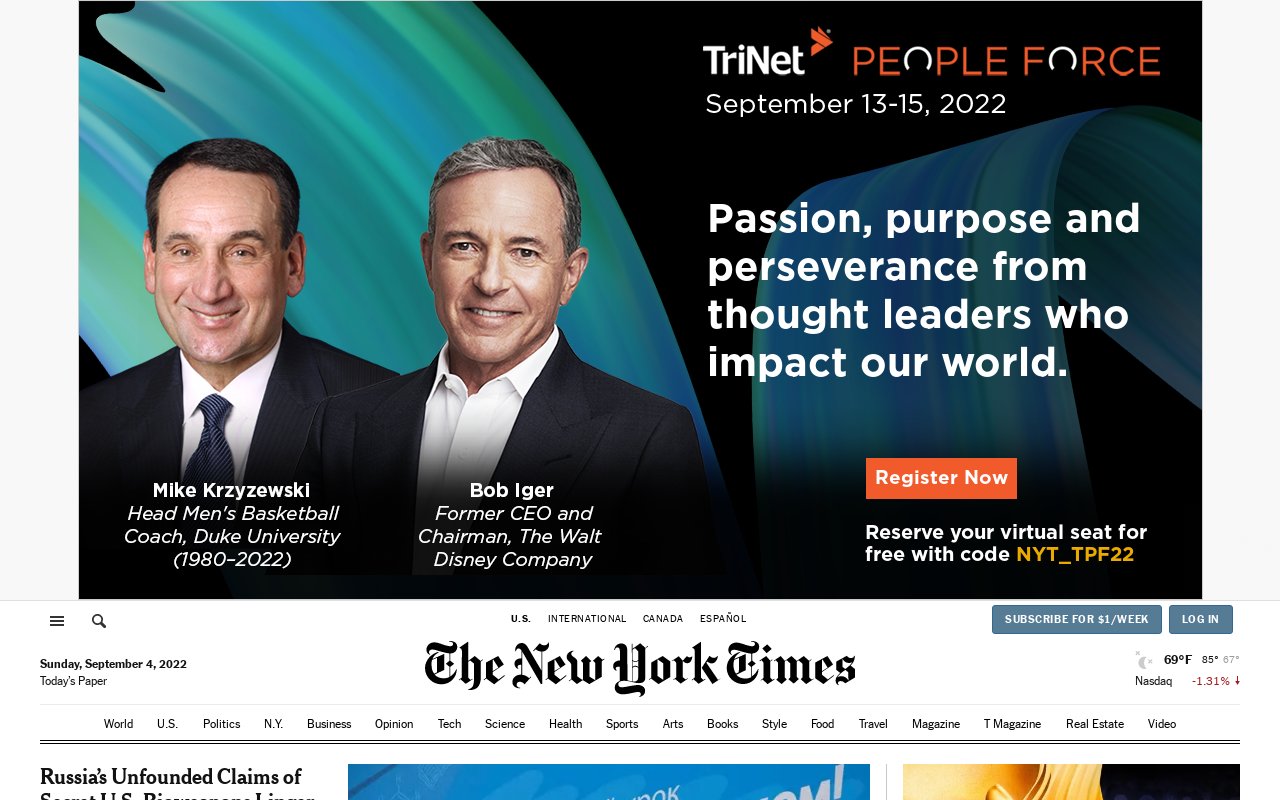 TriNet PEOPLE FORCE
September 13-15, 2022
Passion, purpose and
perseverance from
thought leaders who
impact our world.
Mike Krzyzewski
Head Men's Basketball
Coach, Duke University
(1980–2022)
Bob Iger
Former CEO and
Chairman, The Walt
Disney Company
Register Now
Reserve your virtual seat for
free with code NYT_TPF22
U.S. INTERNATIONAL CANADA ESPAÑOL
SUBSCRIBE FOR $1/WEEK LOG IN
The New York Times
Sunday, September 4, 2022
Today's Paper
69°F 85° 67°
Nasdaq -1.31% ↓
World U.S. Politics N.Y. Business Opinion Tech Science Health Sports Arts Books Style Food Travel Magazine T Magazine Real Estate Video
Russia's Unfounded Claims of
Secret U.S. Bioweapons Linger